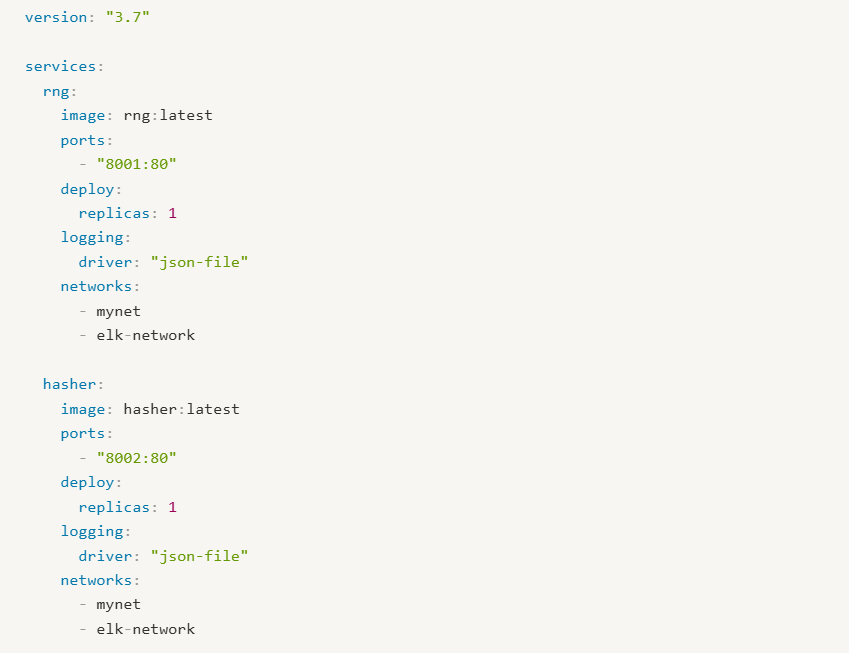 version: "3.7"

services:
  rng:
    image: rng:latest
    ports:
      - "8001:80"
    deploy:
      replicas: 1
    logging:
      driver: "json-file"
    networks:
      - mynet
      - elk-network

  hasher:
    image: hasher:latest
    ports:
      - "8002:80"
    deploy:
      replicas: 1
    logging:
      driver: "json-file"
    networks:
      - mynet
      - elk-network